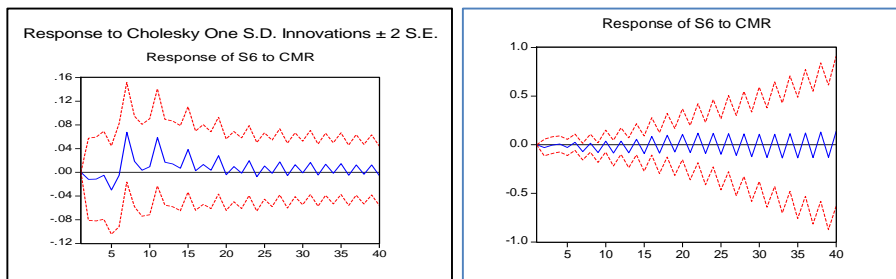 Response to Cholesky One S.D. Innovations ± 2 S.E.
Response of S6 to CMR
.16
.12
.08
.04
.00
-.04
-.08
-.12
5 10 15 20 25 30 35 40
Response of S6 to CMR
1.0
0.5
0.0
-0.5
-1.0
5 10 15 20 25 30 35 40